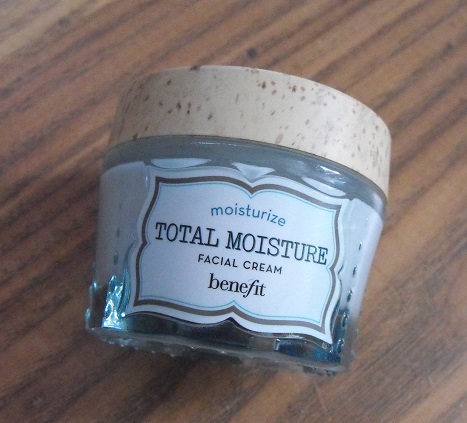 moisturize
TOTAL MOISTURE
FACIAL CREAM
benefit